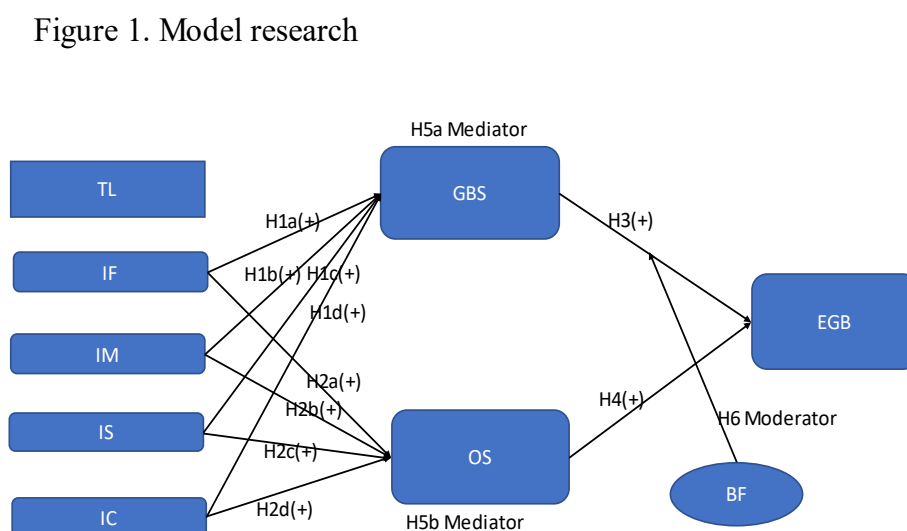 Figure 1. Model research
H5a Mediator
TL
GBS
H1a(+)
H3(+)
IF
H1b(+)
H1c(+)
H1d(+)
EGB
IM
H2a(+)
H2b(+)
H4(+)
H6 Moderator
IS
H2c(+)
OS
BF
H2d(+)
IC
H5b Mediator